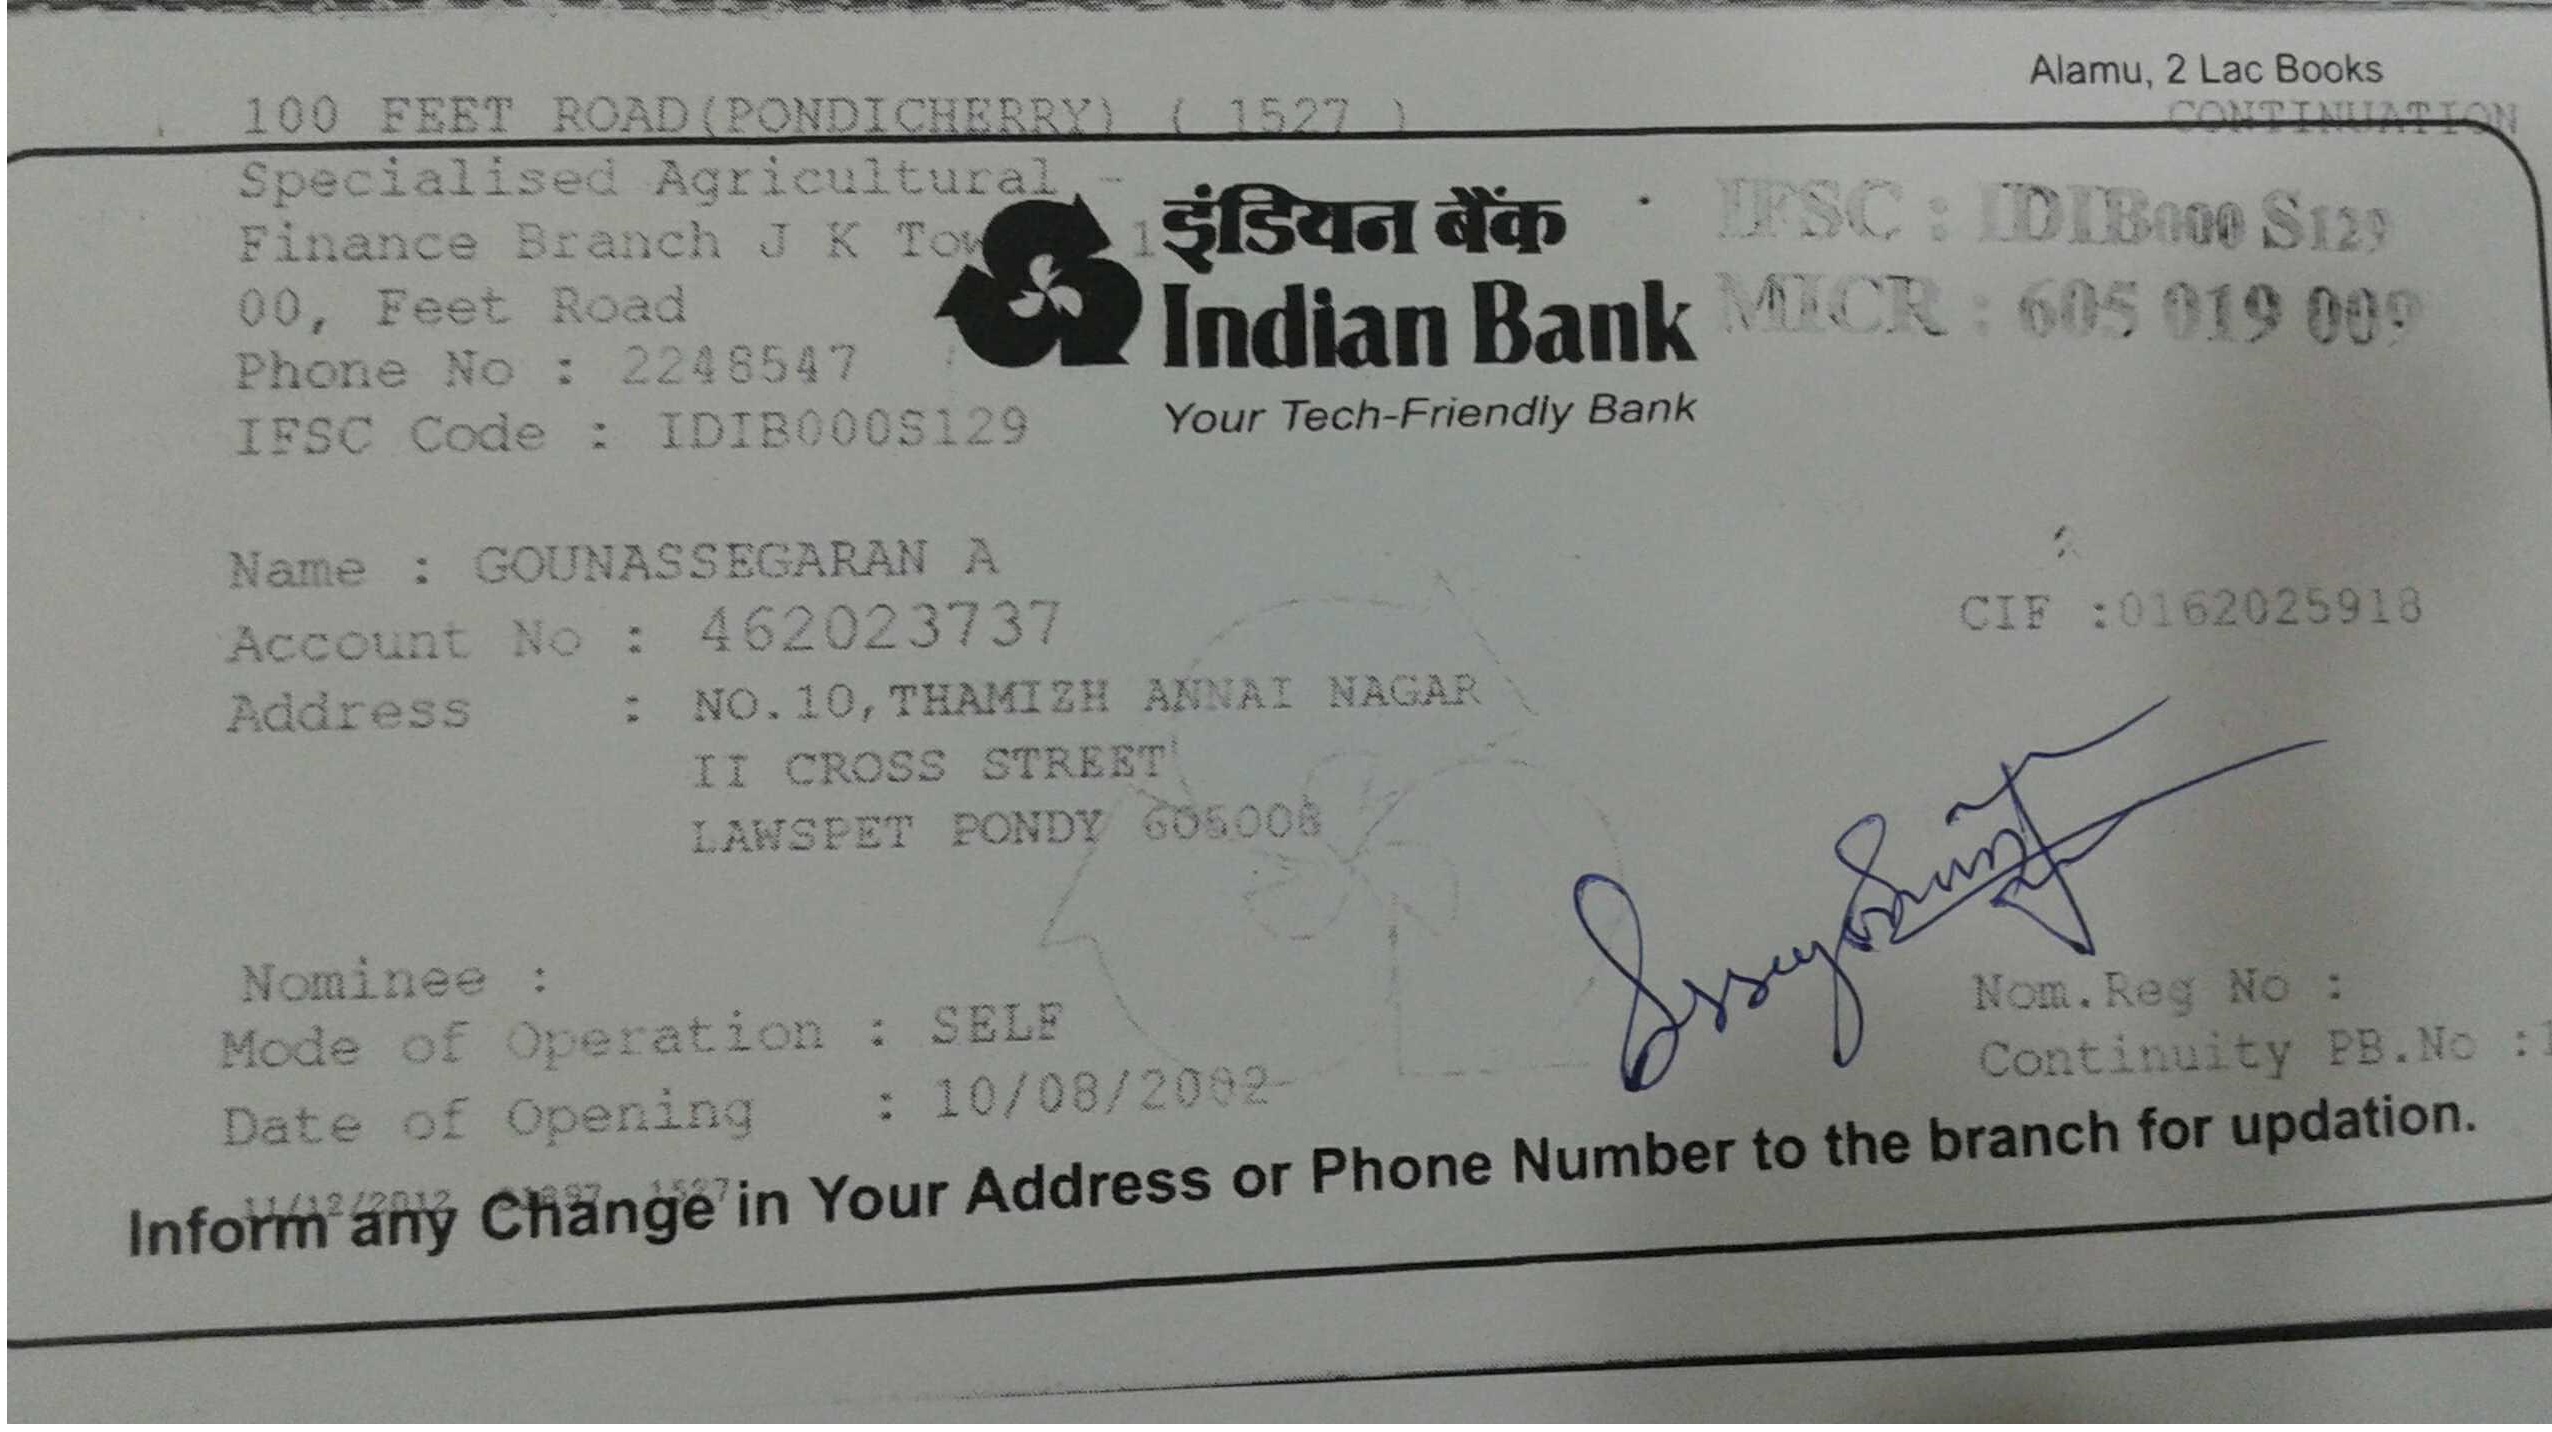 Alamu, 2 Lac Books
100 FEET ROAD(PONDICHERRY) ( 1527 )
CONTINUATION
Specialised Agricultural -
Finance Branch J K Tow 1
00, Feet Road
Phone No : 2248547
IFSC Code : IDIB000S129
इंडियन बैंक
Indian Bank
Your Tech-Friendly Bank
IFSC : IDIB000 S129
MICR : 605 019 009
Name : GOUNASSEGARAN A
Account No : 462023737
CIF :0162025918
Address : NO.10,THAMIZH ANNAI NAGAR
II CROSS STREET
LAWSPET PONDY 605008
Nominee :
Nom.Reg No :
Mode of Operation : SELF
Continuity PB.No :1
Date of Opening : 10/08/2002
11/12/2012 1527
Inform any Change in Your Address or Phone Number to the branch for updation.